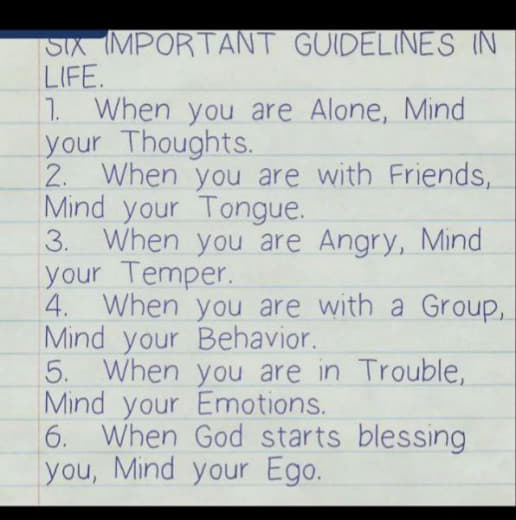 SIX IMPORTANT GUIDELINES IN
LIFE.
1. When you are Alone, Mind
your Thoughts.
2. When you are with Friends,
Mind your Tongue.
3. When you are Angry, Mind
your Temper.
4. When you are with a Group,
Mind your Behavior.
5. When you are in Trouble,
Mind your Emotions.
6. When God starts blessing
you, Mind your Ego.